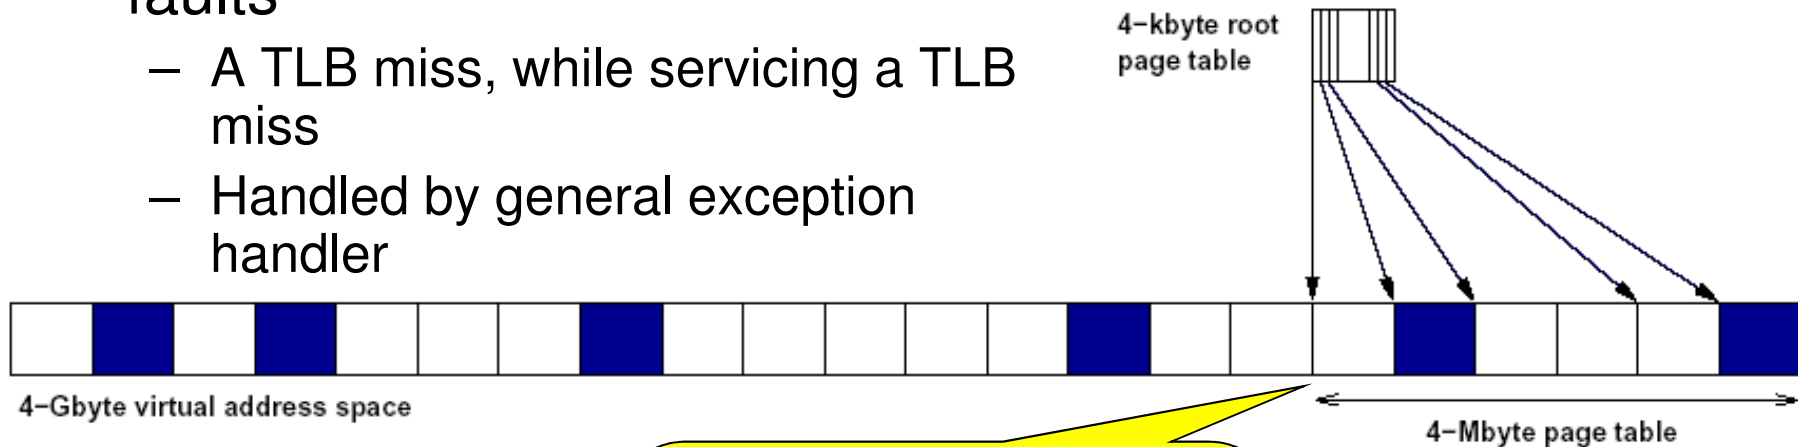 faults
– A TLB miss, while servicing a TLB
miss
– Handled by general exception
handler
4–kbyte root
page table
4–Gbyte virtual address space
4–Mbyte page table